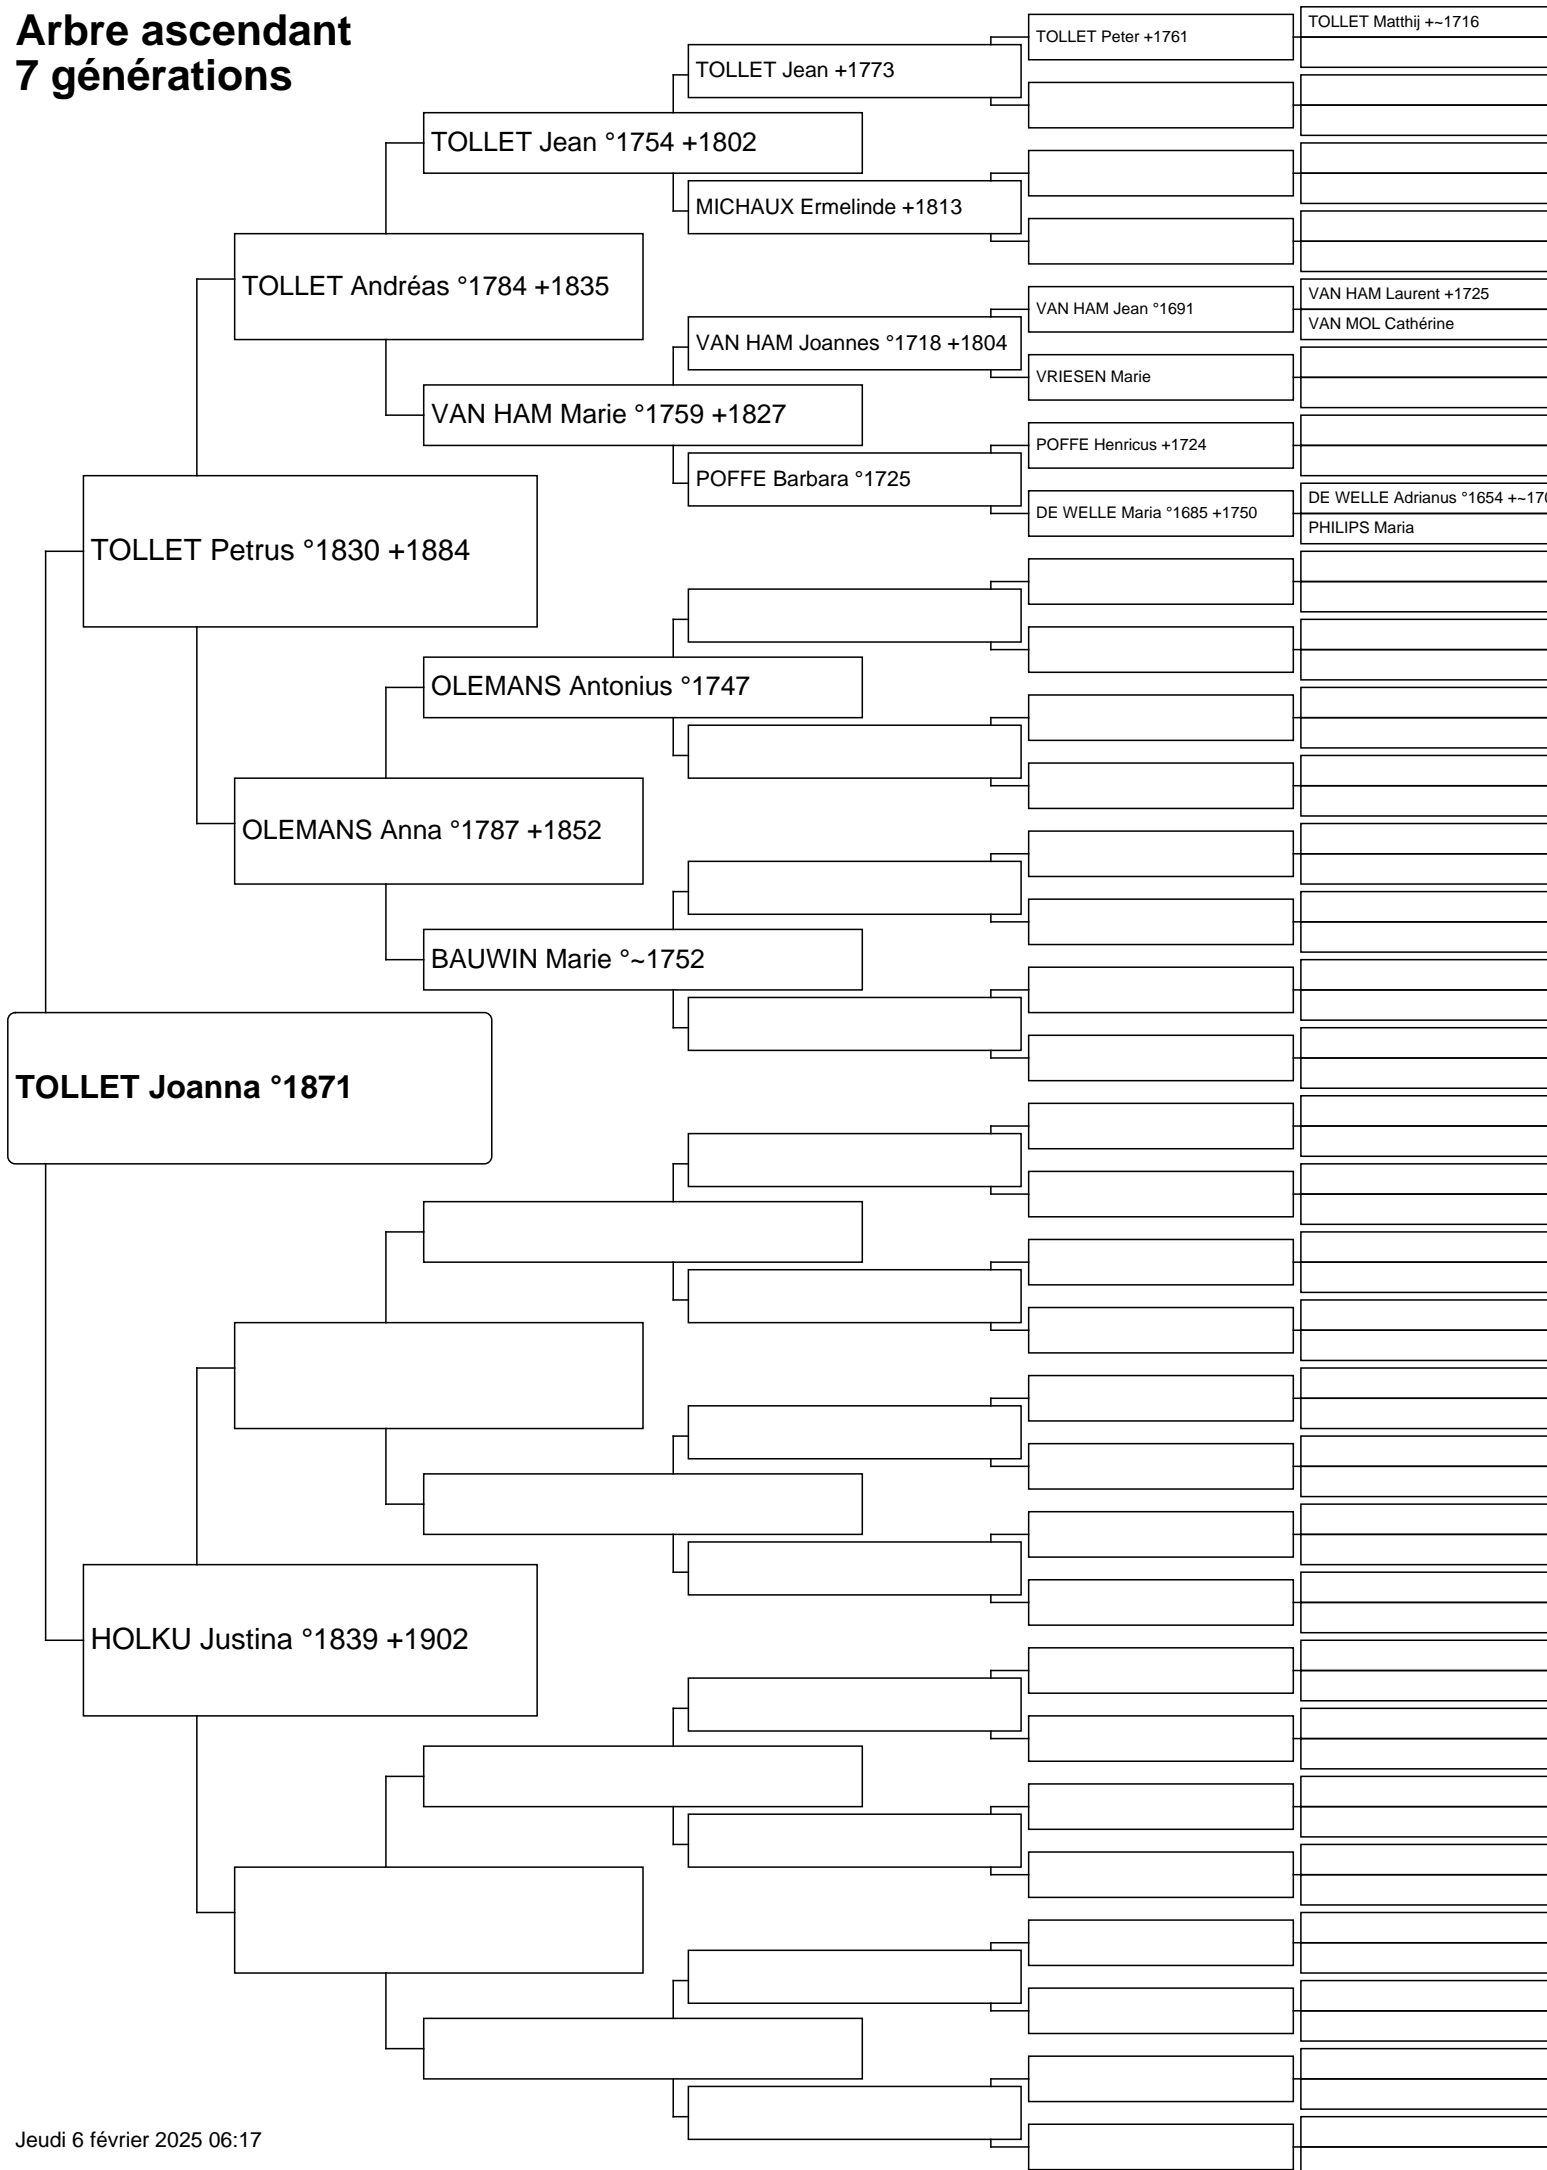 Arbre ascendant
7 générations
TOLLET Joanna °1871
TOLLET Petrus °1830 +1884
HOLKU Justina °1839 +1902
TOLLET Andréas °1784 +1835
OLEMANS Anna °1787 +1852
TOLLET Jean °1754 +1802
VAN HAM Marie °1759 +1827
OLEMANS Antonius °1747
BAUWIN Marie °~1752
TOLLET Jean +1773
MICHAUX Ermelinde +1813
VAN HAM Joannes °1718 +1804
POFFE Barbara °1725
TOLLET Peter +1761
VAN HAM Jean °1691
VRIESEN Marie
POFFE Henricus +1724
DE WELLE Maria °1685 +1750
TOLLET Matthij +~1716
VAN HAM Laurent +1725
VAN MOL Cathérine
DE WELLE Adrianus °1654
PHILIPS Maria
Jeudi 6 février 2025 06:17